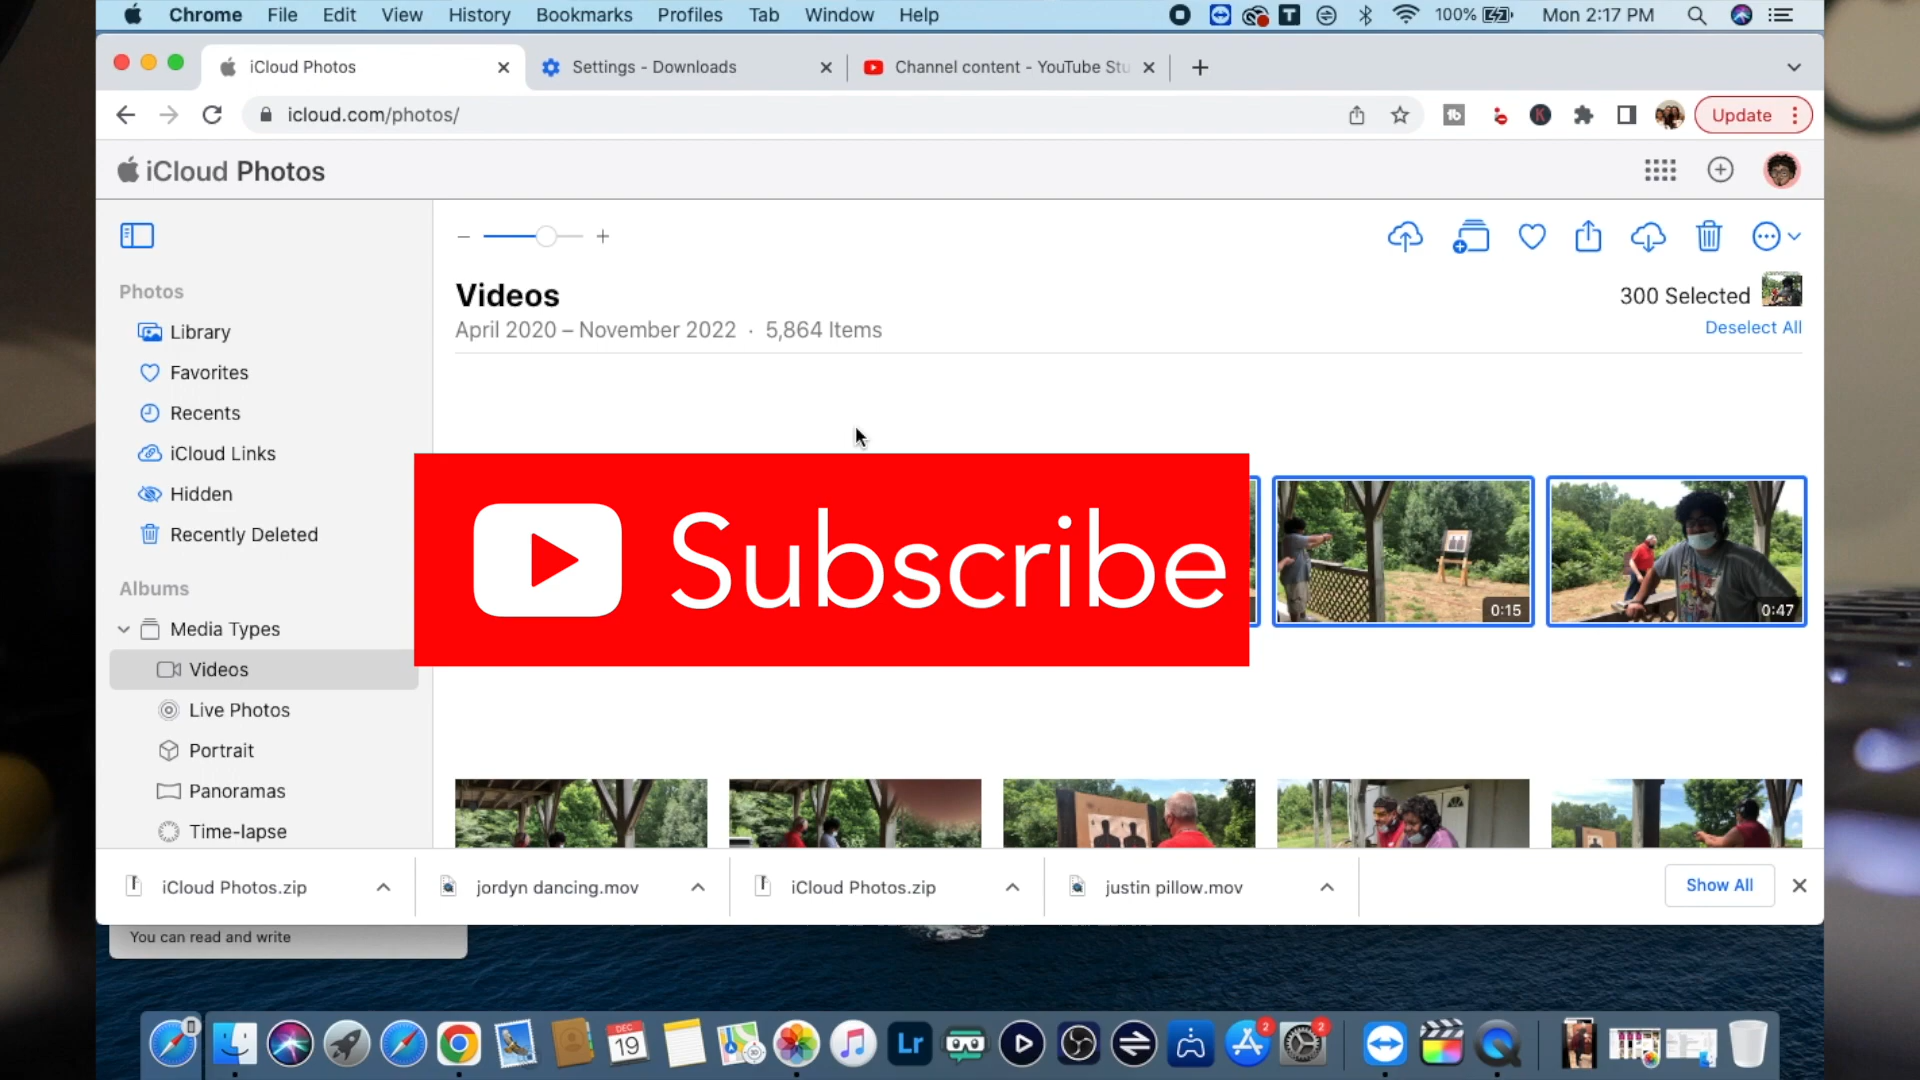 Chrome File Edit View History Bookmarks Profiles Tab Window Help 100% Mon 2:17 PM
iCloud Photos Settings - Downloads Channel content - YouTube Stu
icloud.com/photos/ Update
iCloud Photos
Photos
Library
Favorites
Recents
iCloud Links
Hidden
Recently Deleted
Albums
Media Types
Videos
Live Photos
Portrait
Panoramas
Time-lapse
Videos
April 2020 – November 2022 · 5,864 Items
300 Selected
Deselect All
Subscribe
0:15
0:47
iCloud Photos.zip jordyn dancing.mov iCloud Photos.zip justin pillow.mov Show All
You can read and write
DEC
19
Lr
2
2